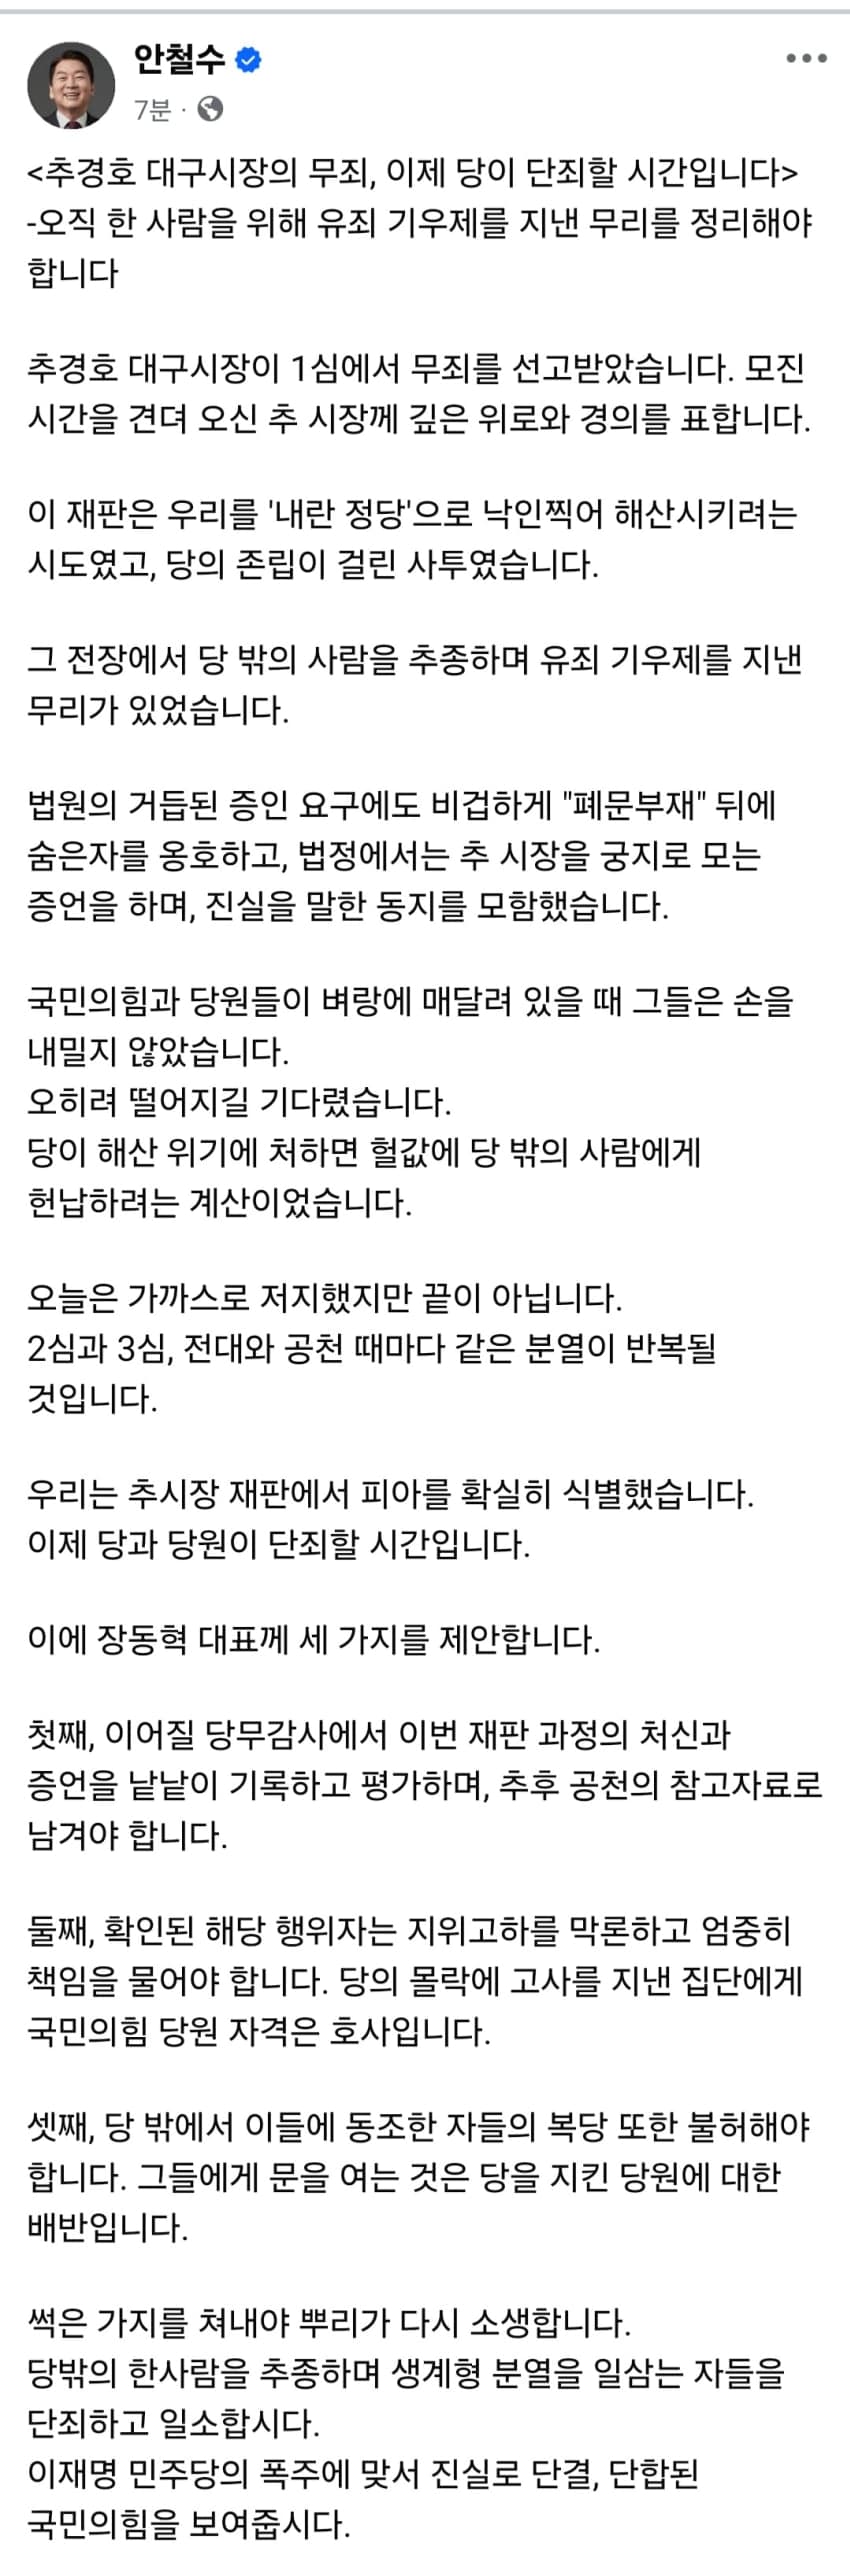 안철수
7분 ·
<추경호 대구시장의 무죄, 이제 당이 단죄할 시간입니다>
-오직 한 사람을 위해 유죄 기우제를 지낸 무리를 정리해야
합니다
추경호 대구시장이 1심에서 무죄를 선고받았습니다. 모진
시간을 견뎌 오신 추 시장께 깊은 위로와 경의를 표합니다.
이 재판은 우리를 '내란 정당'으로 낙인찍어 해산시키려는
시도였고, 당의 존립이 걸린 사투였습니다.
그 전장에서 당 밖의 사람을 추종하며 유죄 기우제를 지낸
무리가 있었습니다.
법원의 거듭된 증인 요구에도 비겁하게 "폐문부재" 뒤에
숨은자를 옹호하고, 법정에서는 추 시장을 궁지로 모는
증언을 하며, 진실을 말한 동지를 모함했습니다.
국민의힘과 당원들이 벼랑에 매달려 있을 때 그들은 손을
내밀지 않았습니다.
오히려 떨어지길 기다렸습니다.
당이 해산 위기에 처하면 헐값에 당 밖의 사람에게
헌납하려는 계산이었습니다.
오늘은 가까스로 저지했지만 끝이 아닙니다.
2심과 3심, 전대와 공천 때마다 같은 분열이 반복될
것입니다.
우리는 추시장 재판에서 피아를 확실히 식별했습니다.
이제 당과 당원이 단죄할 시간입니다.
이에 장동혁 대표께 세 가지를 제안합니다.
첫째, 이어질 당무감사에서 이번 재판 과정의 처신과
증언을 낱낱이 기록하고 평가하며, 추후 공천의 참고자료로
남겨야 합니다.
둘째, 확인된 해당 행위자는 지위고하를 막론하고 엄중히
책임을 물어야 합니다. 당의 몰락에 고사를 지낸 집단에게
국민의힘 당원 자격은 호사입니다.
셋째, 당 밖에서 이들에 동조한 자들의 복당 또한 불허해야
합니다. 그들에게 문을 여는 것은 당을 지킨 당원에 대한
배반입니다.
썩은 가지를 쳐내야 뿌리가 다시 소생합니다.
당밖의 한사람을 추종하며 생계형 분열을 일삼는 자들을
단죄하고 일소합시다.
이재명 민주당의 폭주에 맞서 진실로 단결, 단합된
국민의힘을 보여줍시다.